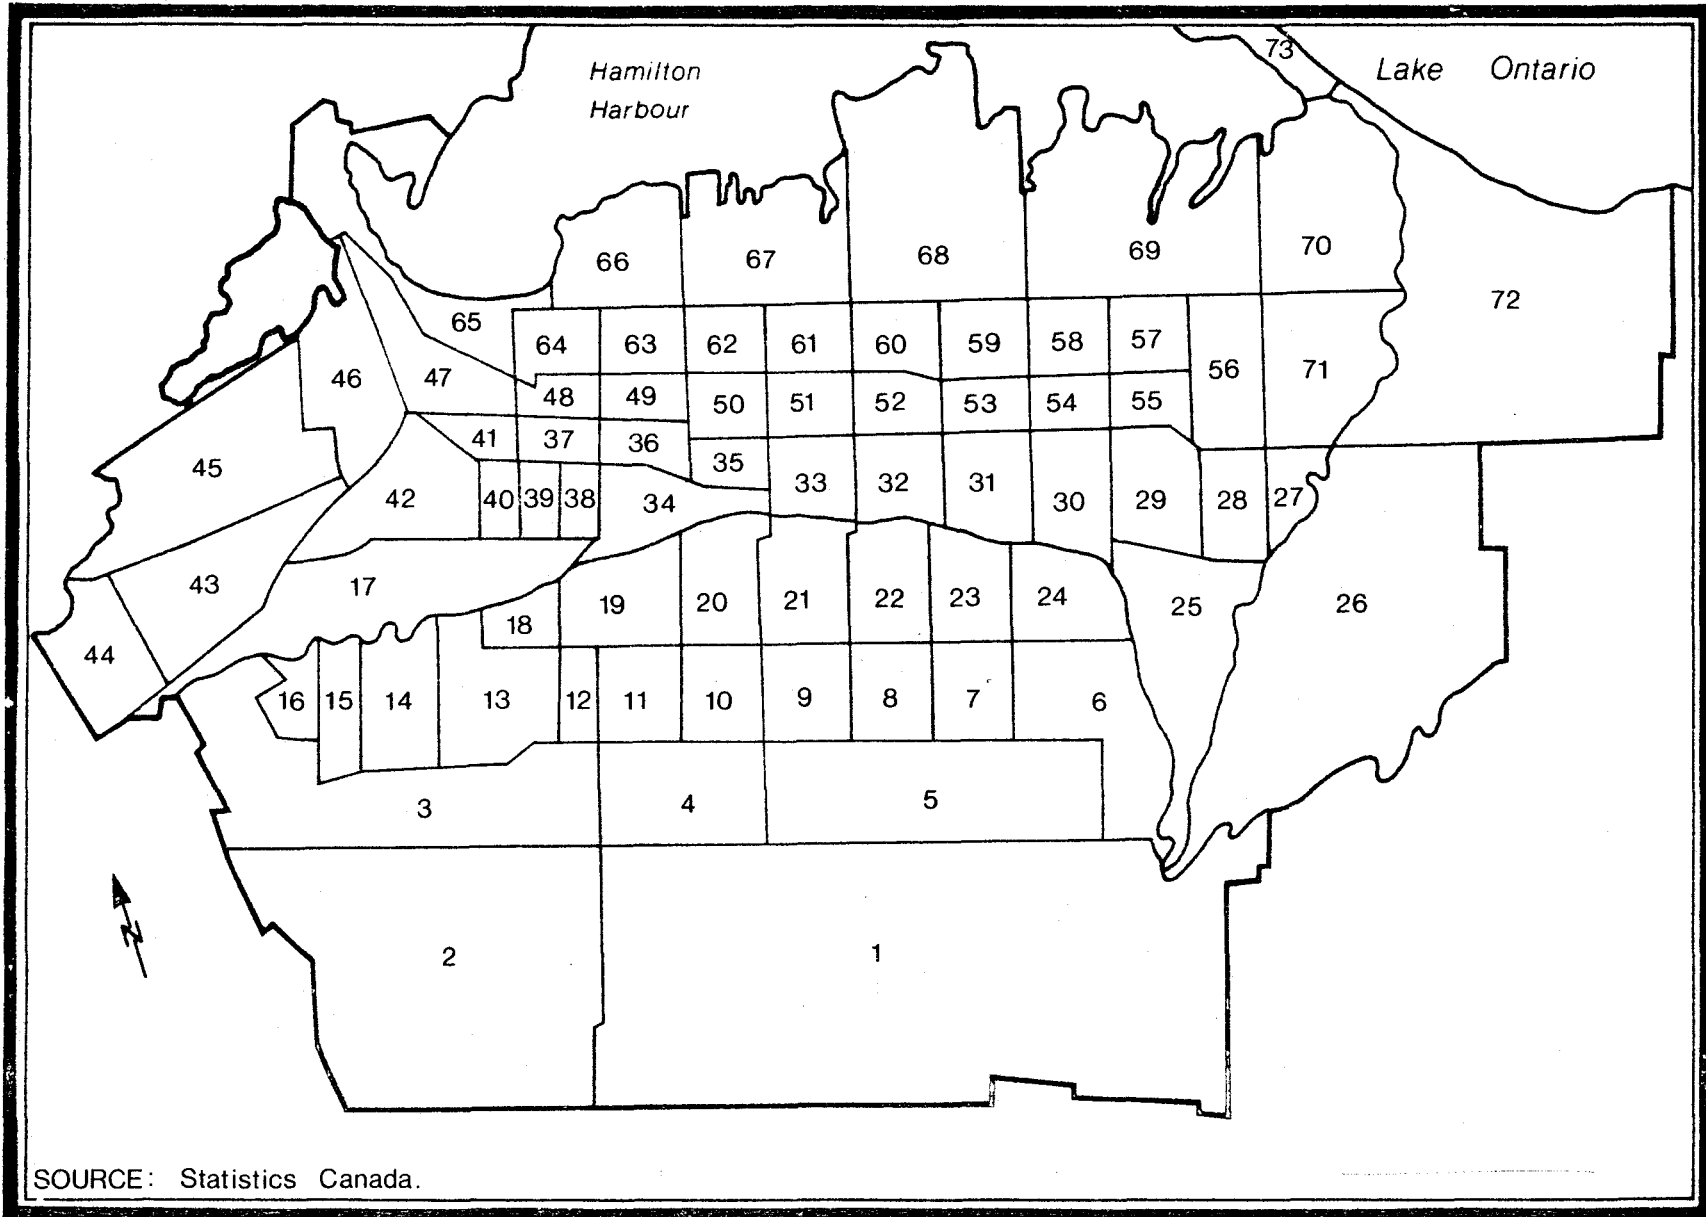 73
Lake Ontario
Hamilton
Harbour
66 67 68 69 70
72
65 64 63 62 61 60 59 58 57
46 47 48 49 50 51 52 53 54 55 56 71
45 41 37 36 35
42 40 39 38 34 33 32 31 30 29 28 27
43 17 18 19 20 21 22 23 24 25 26
44 16 15 14 13 12 11 10 9 8 7 6
3 4 5
2 1
N
SOURCE: Statistics Canada.